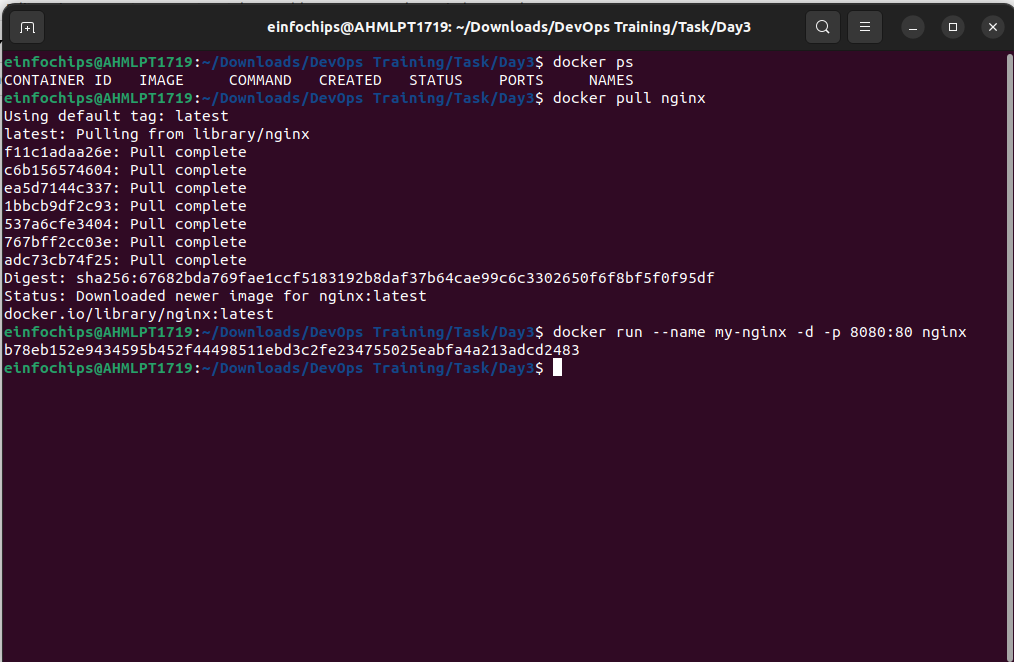 einfochips@AHMLPT1719: ~/Downloads/DevOps Training/Task/Day3
einfochips@AHMLPT1719:~/Downloads/DevOps Training/Task/Day3$ docker ps
CONTAINER ID   IMAGE     COMMAND   CREATED   STATUS    PORTS     NAMES
einfochips@AHMLPT1719:~/Downloads/DevOps Training/Task/Day3$ docker pull nginx
Using default tag: latest
latest: Pulling from library/nginx
f11c1adaa26e: Pull complete
c6b156574604: Pull complete
ea5d7144c337: Pull complete
1bbcb9df2c93: Pull complete
537a6cfe3404: Pull complete
767bff2cc03e: Pull complete
adc73cb74f25: Pull complete
Digest: sha256:67682bda769fae1ccf5183192b8daf37b64cae99c6c3302650f6f8bf5f0f95df
Status: Downloaded newer image for nginx:latest
docker.io/library/nginx:latest
einfochips@AHMLPT1719:~/Downloads/DevOps Training/Task/Day3$ docker run --name my-nginx -d -p 8080:80 nginx
b78eb152e9434595b452f44498511ebd3c2fe234755025eabfa4a213adcd2483
einfochips@AHMLPT1719:~/Downloads/DevOps Training/Task/Day3$